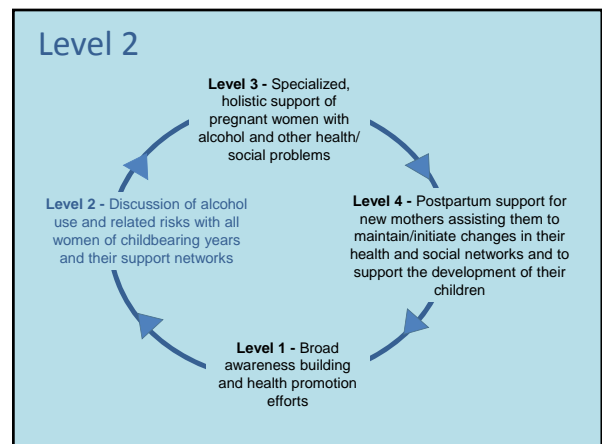 Level 2
Level 3 - Specialized,
holistic support of
pregnant women with
alcohol and other health/
social problems
Level 2 - Discussion of alcohol
use and related risks with all
women of childbearing years
and their support networks
Level 4 - Postpartum support for
new mothers assisting them to
maintain/initiate changes in their
health and social networks and to
support the development of their
children
Level 1 - Broad
awareness building
and health promotion
efforts